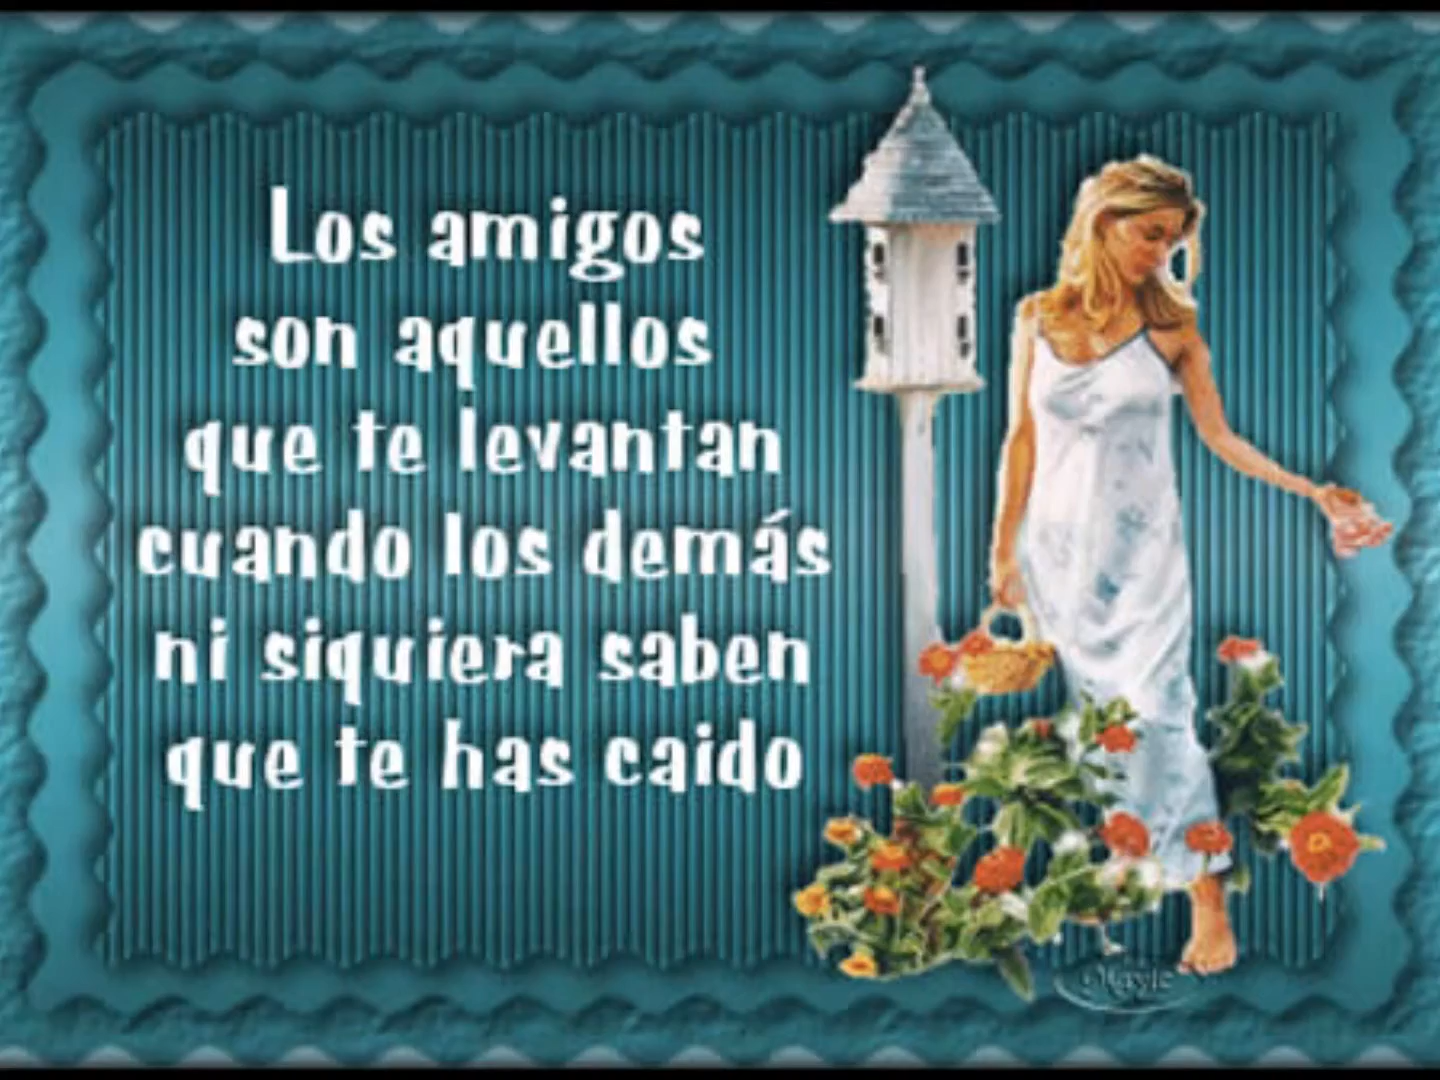 Los amigos
son aquellos
que te levantan
cuando los demás
ni siquiera saben
que te has caido